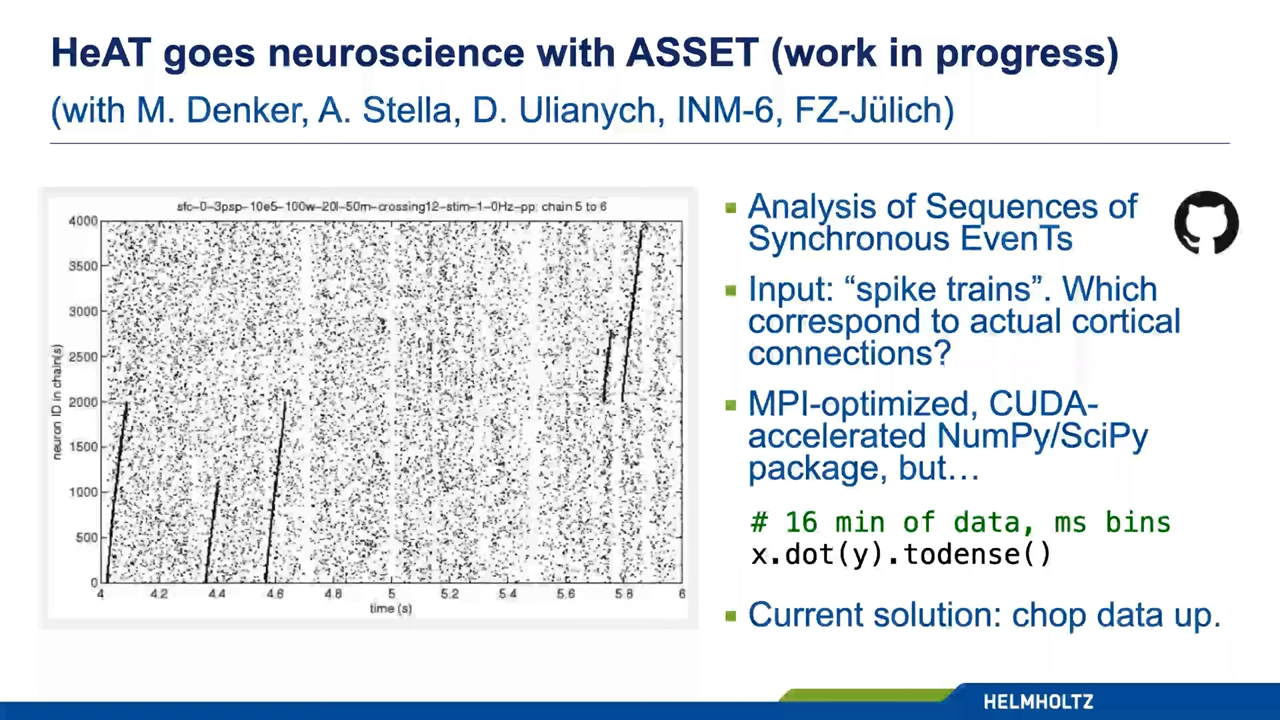 HeAT goes neuroscience with ASSET (work in progress)
(with M. Denker, A. Stella, D. Ulianych, INM-6, FZ-Jülich)
sfc-0-3psp-10e5-100w-20l-50m-crossing12-stim-1-0Hz-pp: chain 5 to 6
4000
3500
3000
2500
2000
1500
1000
500
0
neuron ID in chain(s)
4 4.2 4.4 4.6 4.8 5 5.2 5.4 5.6 5.8 6
time (s)
Analysis of Sequences of
Synchronous EvenTs
Input: “spike trains”. Which
correspond to actual cortical
connections?
MPI-optimized, CUDA-
accelerated NumPy/SciPy
package, but…
# 16 min of data, ms bins
x.dot(y).todense()
Current solution: chop data up.
HELMHOLTZ